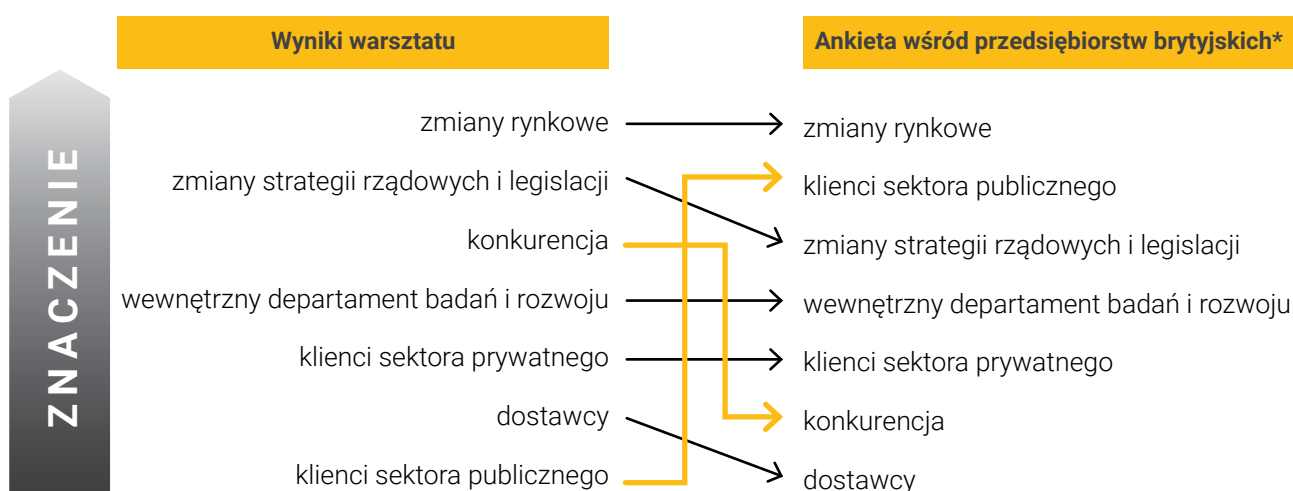 Wyniki warsztatu
Ankieta wśród przedsiębiorstw brytyjskich*
ZNACZENIE
zmiany rynkowe
zmiany strategii rządowych i legislacji
konkurencja
wewnętrzny departament badań i rozwoju
klienci sektora prywatnego
dostawcy
klienci sektora publicznego
zmiany rynkowe
klienci sektora publicznego
zmiany strategii rządowych i legislacji
wewnętrzny departament badań i rozwoju
klienci sektora prywatnego
konkurencja
dostawcy